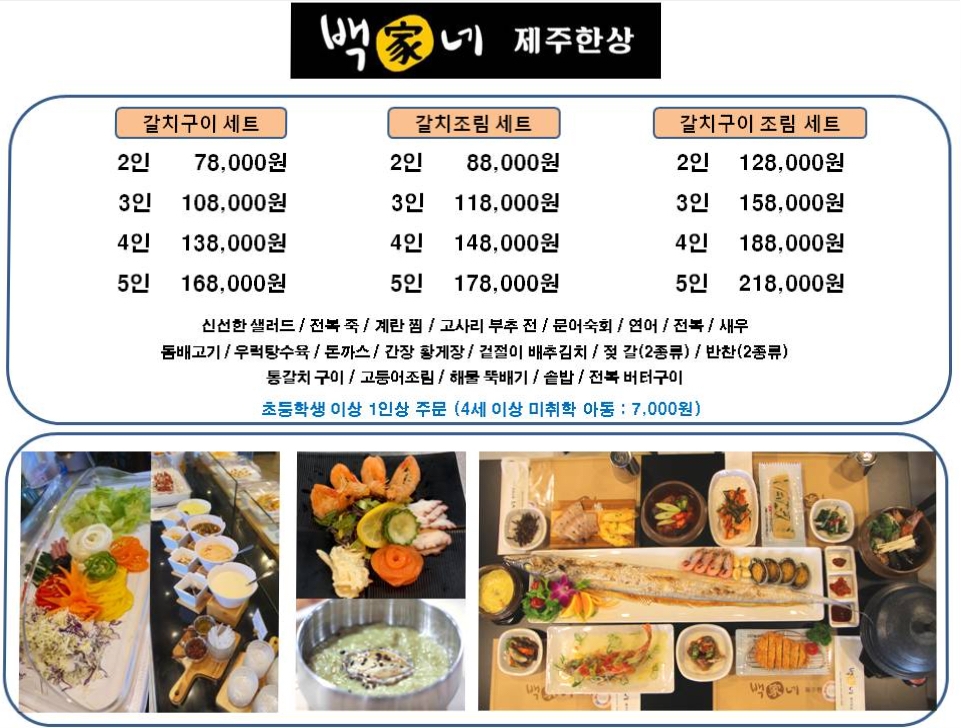 백家네 제주한상
갈치구이 세트 갈치조림 세트 갈치구이 조림 세트
2인 78,000원 2인 88,000원 2인 128,000원
3인 108,000원 3인 118,000원 3인 158,000원
4인 138,000원 4인 148,000원 4인 188,000원
5인 168,000원 5인 178,000원 5인 218,000원
신선한 샐러드 / 전복 죽 / 계란 찜 / 고사리 부추 전 / 문어숙회 / 연어 / 전복 / 새우
돔배고기 / 우럭탕수육 / 돈까스 / 간장 황게장 / 겉절이 배추김치 / 젓 갈(2종류) / 반찬(2종류)
통갈치 구이 / 고등어조림 / 해물 뚝배기 / 솥밥 / 전복 버터구이
초등학생 이상 1인상 주문 (4세 이상 미취학 아동 : 7,000원)
백家네
백家네